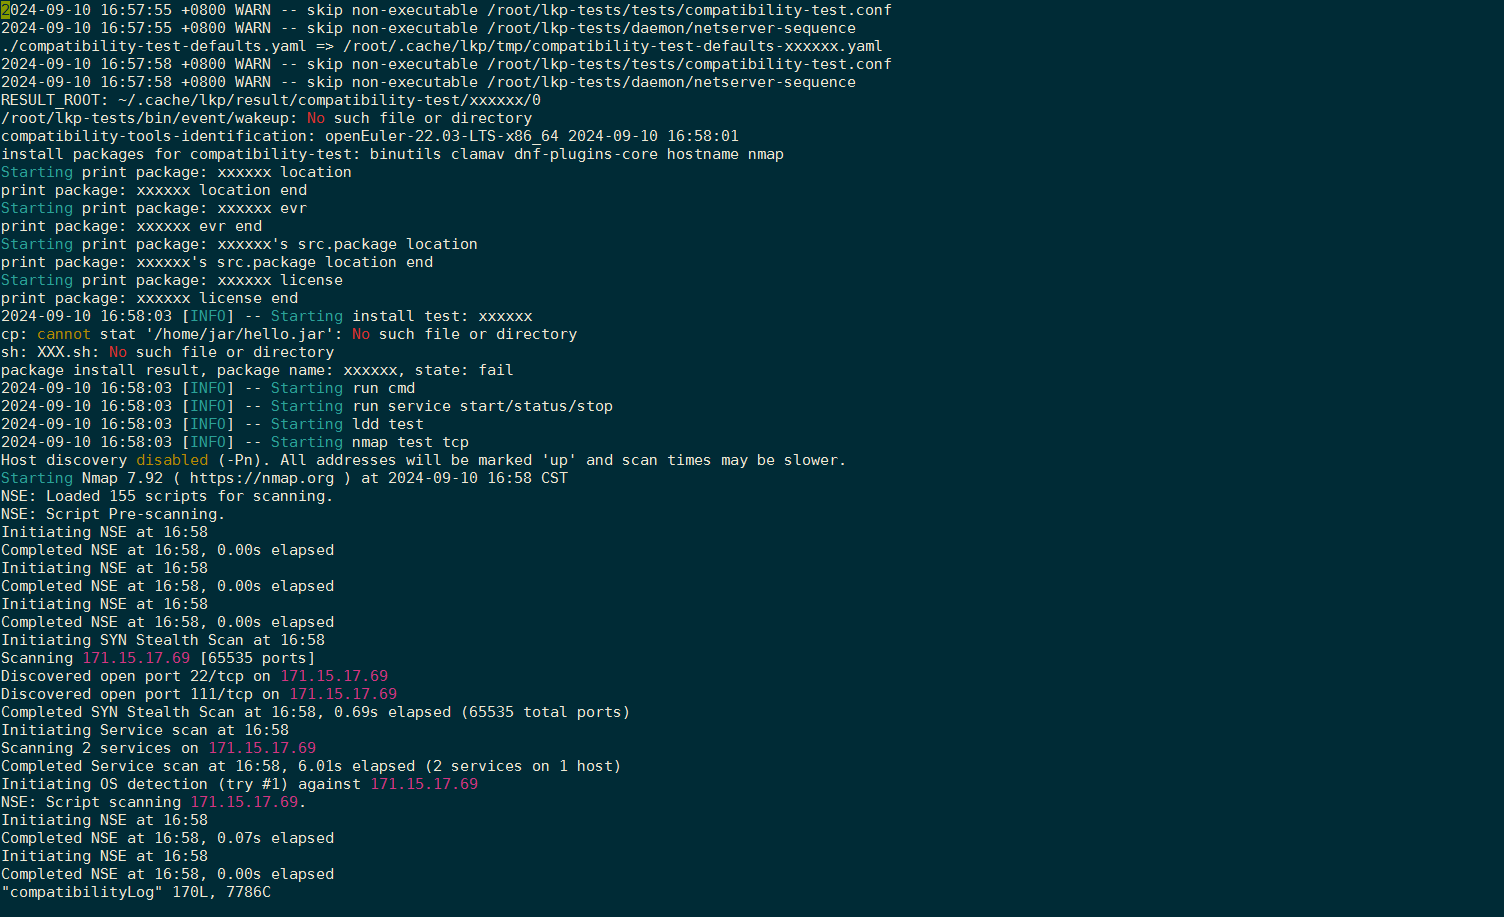 2024-09-10 16:57:55 +0800 WARN -- skip non-executable /root/lkp-tests/tests/compatibility-test.conf
2024-09-10 16:57:55 +0800 WARN -- skip non-executable /root/lkp-tests/daemon/netserver-sequence
./compatibility-test-defaults.yaml => /root/.cache/lkp/tmp/compatibility-test-defaults-xxxxxx.yaml
2024-09-10 16:57:58 +0800 WARN -- skip non-executable /root/lkp-tests/tests/compatibility-test.conf
2024-09-10 16:57:58 +0800 WARN -- skip non-executable /root/lkp-tests/daemon/netserver-sequence
RESULT_ROOT: ~/.cache/lkp/result/compatibility-test/xxxxxx/0
/root/lkp-tests/bin/event/wakeup: No such file or directory
compatibility-tools-identification: openEuler-22.03-LTS-x86_64 2024-09-10 16:58:01
install packages for compatibility-test: binutils clamav dnf-plugins-core hostname nmap
Starting print package: xxxxxx location
print package: xxxxxx location end
Starting print package: xxxxxx evr
print package: xxxxxx evr end
Starting print package: xxxxxx's src.package location
print package: xxxxxx's src.package location end
Starting print package: xxxxxx license
print package: xxxxxx license end
2024-09-10 16:58:03 [INFO] -- Starting install test: xxxxxx
cp: cannot stat '/home/jar/hello.jar': No such file or directory
sh: XXX.sh: No such file or directory
package install result, package name: xxxxxx, state: fail
2024-09-10 16:58:03 [INFO] -- Starting run cmd
2024-09-10 16:58:03 [INFO] -- Starting run service start/status/stop
2024-09-10 16:58:03 [INFO] -- Starting ldd test
2024-09-10 16:58:03 [INFO] -- Starting nmap test tcp
Host discovery disabled (-Pn). All addresses will be marked 'up' and scan times may be slower.
Starting Nmap 7.92 ( https://nmap.org ) at 2024-09-10 16:58 CST
NSE: Loaded 155 scripts for scanning.
NSE: Script Pre-scanning.
Initiating NSE at 16:58
Completed NSE at 16:58, 0.00s elapsed
Initiating NSE at 16:58
Completed NSE at 16:58, 0.00s elapsed
Initiating NSE at 16:58
Completed NSE at 16:58, 0.00s elapsed
Initiating SYN Stealth Scan at 16:58
Scanning 171.15.17.69 [65535 ports]
Discovered open port 22/tcp on 171.15.17.69
Discovered open port 111/tcp on 171.15.17.69
Completed SYN Stealth Scan at 16:58, 0.69s elapsed (65535 total ports)
Initiating Service scan at 16:58
Scanning 2 services on 171.15.17.69
Completed Service scan at 16:58, 6.01s elapsed (2 services on 1 host)
Initiating OS detection (try #1) against 171.15.17.69
NSE: Script scanning 171.15.17.69.
Initiating NSE at 16:58
Completed NSE at 16:58, 0.07s elapsed
Initiating NSE at 16:58
Completed NSE at 16:58, 0.00s elapsed
"compatibilityLog" 170L, 7786C